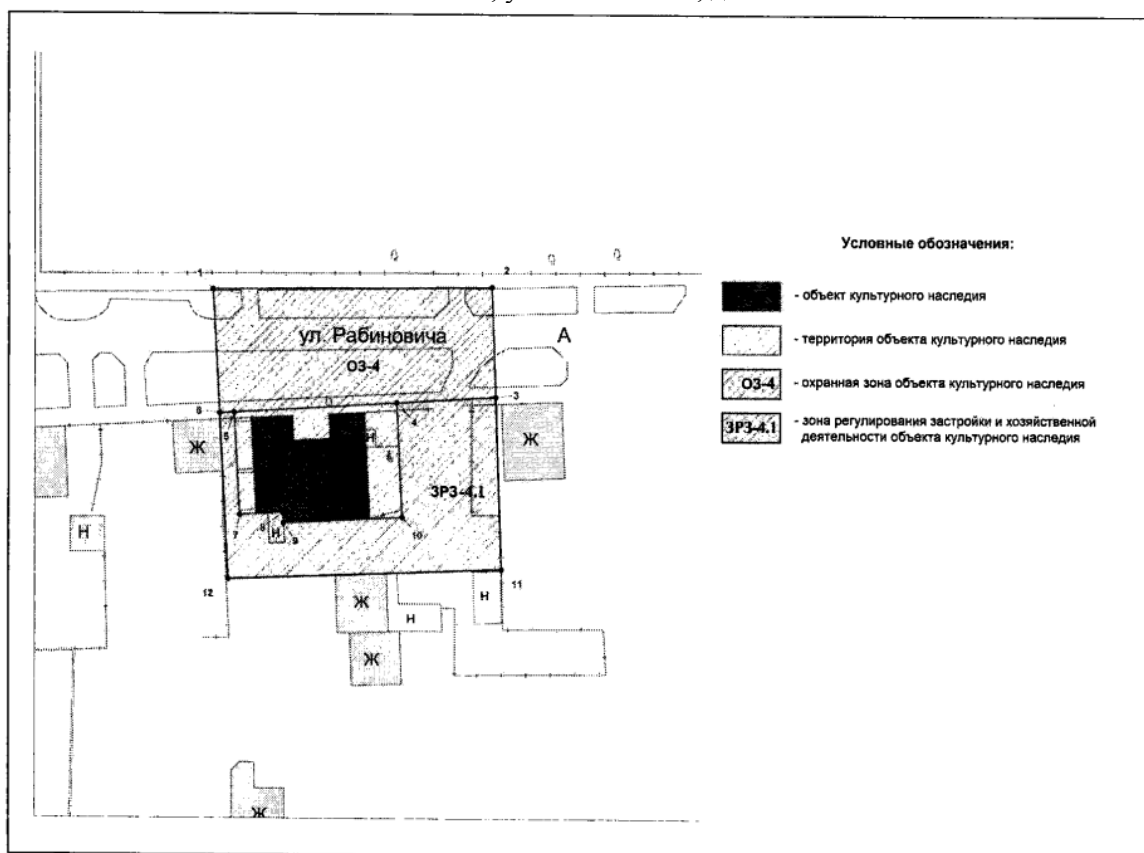 Условные обозначения:
- объект культурного наследия
- территория объекта культурного наследия
ОЗ-4 - охранная зона объекта культурного наследия
ЗРЗ-4.1 - зона регулирования застройки и хозяйственной
деятельности объекта культурного наследия
1
2
ул. Рабиновича
А
ОЗ-4
3
6
5
4
Ж
Н
Ж
ЗРЗ-4.1
Н
7
8
Н
9
10
12
11
Ж
Н
Н
Ж
Ж